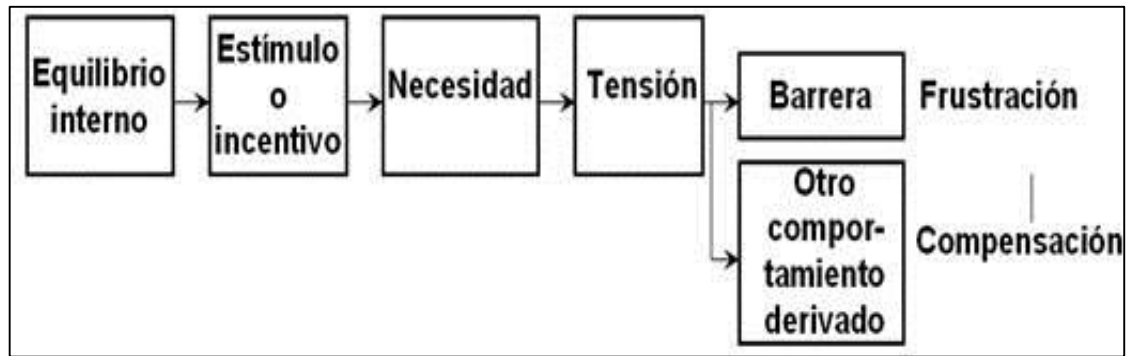 Equilibrio
interno
Estímulo
o
incentivo
Necesidad
Tensión
Barrera
Frustración
Otro
compor-
tamiento
derivado
Compensación